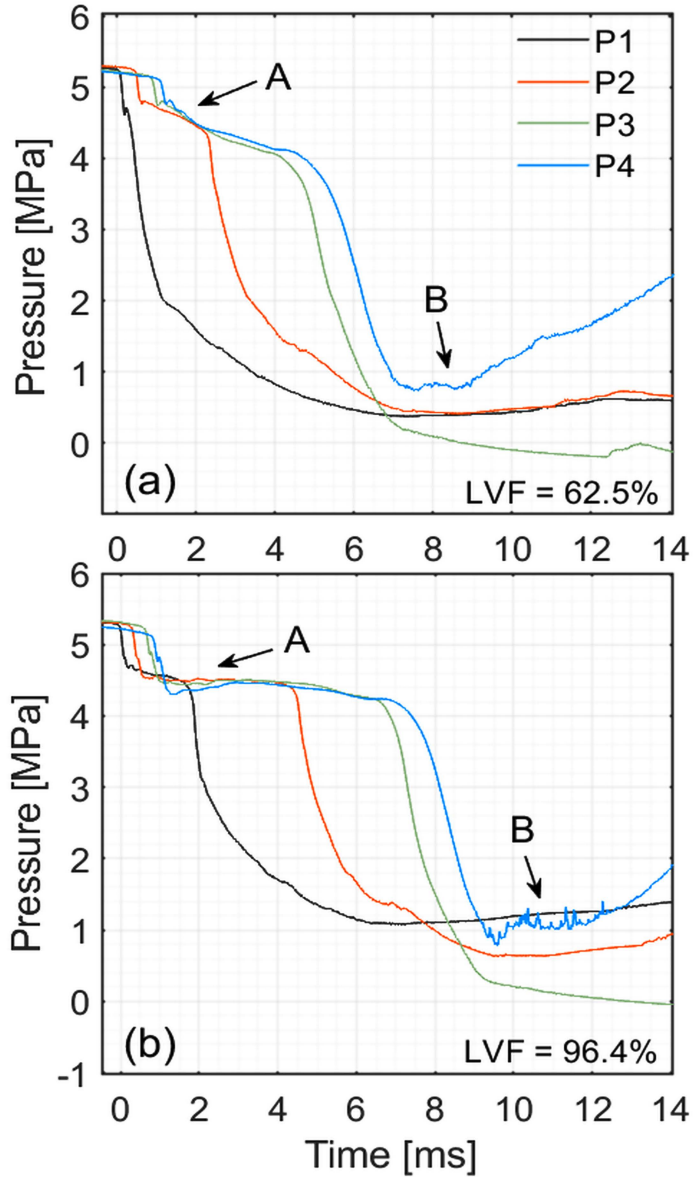 6
5
4
3
2
1
0
Pressure [MPa]
A
B
P1
P2
P3
P4
(a)
LVF = 62.5%
0 2 4 6 8 10 12 14
6
5
4
3
2
1
0
-1
Pressure [MPa]
A
B
(b)
LVF = 96.4%
0 2 4 6 8 10 12 14
Time [ms]